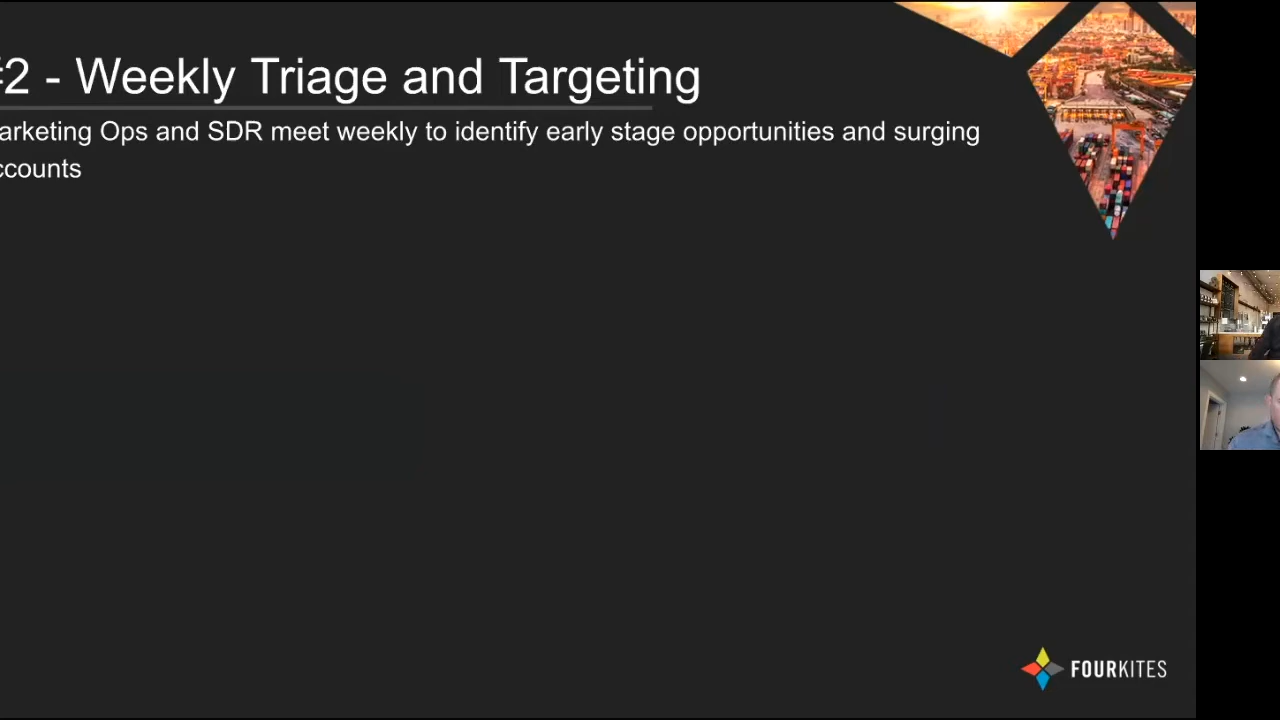 #2 - Weekly Triage and Targeting
arketing Ops and SDR meet weekly to identify early stage opportunities and surging
ccounts
FOURKITES